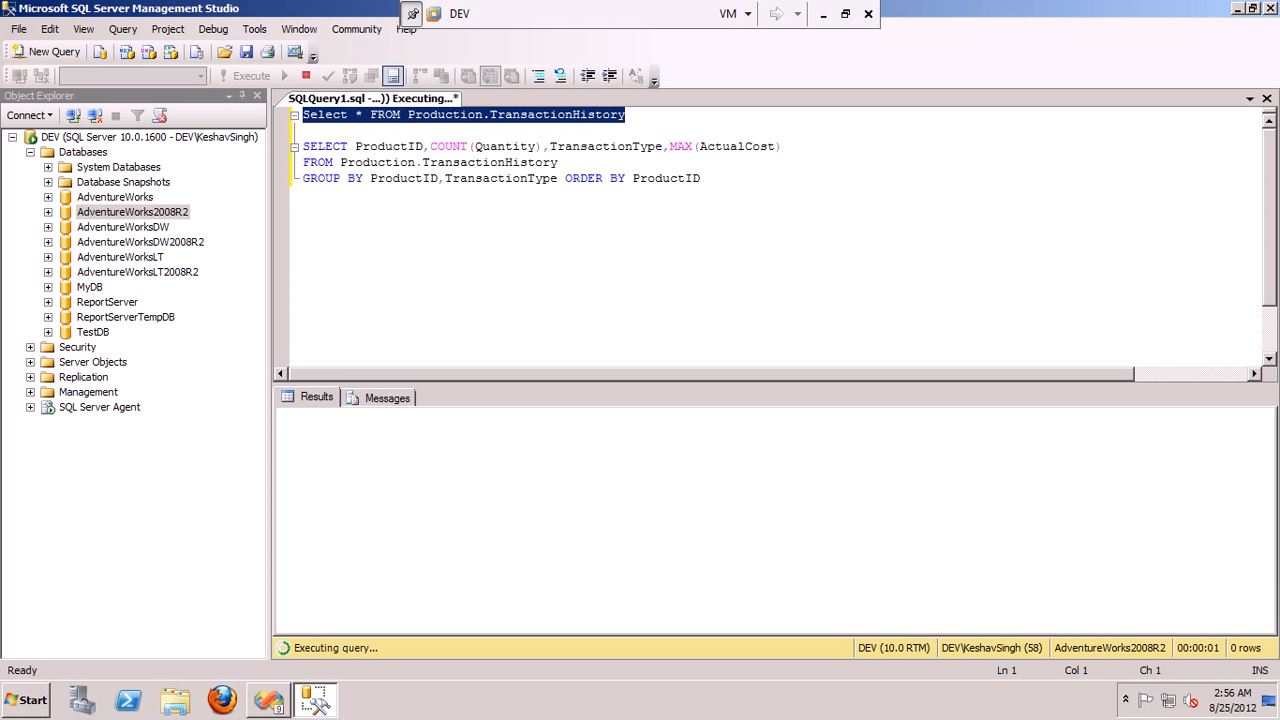 Microsoft SQL Server Management Studio
DEV
VM
File Edit View Query Project Debug Tools Window Community Help
New Query
Execute
Object Explorer
Connect
DEV (SQL Server 10.0.1600 - DEV\KeshavSingh)
Databases
System Databases
Database Snapshots
AdventureWorks
AdventureWorks2008R2
AdventureWorksDW
AdventureWorksDW2008R2
AdventureWorksLT
AdventureWorksLT2008R2
MyDB
ReportServer
ReportServerTempDB
TestDB
Security
Server Objects
Replication
Management
SQL Server Agent
SQLQuery1.sql -...)) Executing...*
Select * FROM Production.TransactionHistory
SELECT ProductID,COUNT(Quantity),TransactionType,MAX(ActualCost)
FROM Production.TransactionHistory
GROUP BY ProductID,TransactionType ORDER BY ProductID
Results Messages
Executing query... DEV (10.0 RTM) DEV\KeshavSingh (58) AdventureWorks2008R2 00:00:01 0 rows
Ready Ln 1 Col 1 Ch 1 INS
Start
2:56 AM
8/25/2012